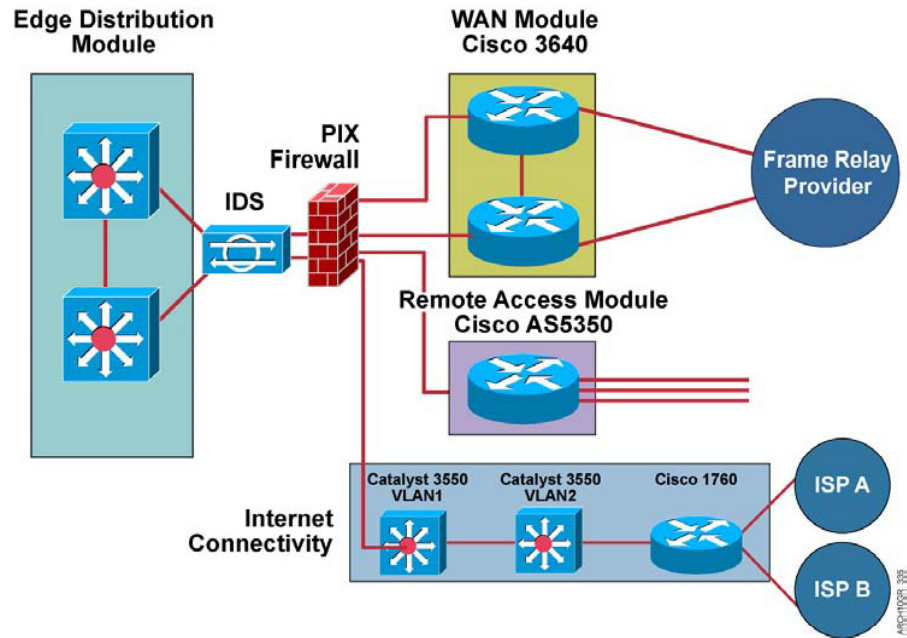 Edge Distribution
Module
WAN Module
Cisco 3640
PIX
Firewall
IDS
Frame Relay
Provider
Remote Access Module
Cisco AS5350
Catalyst 3550
VLAN1
Catalyst 3550
VLAN2
Cisco 1760
Internet
Connectivity
ISP A
ISP B